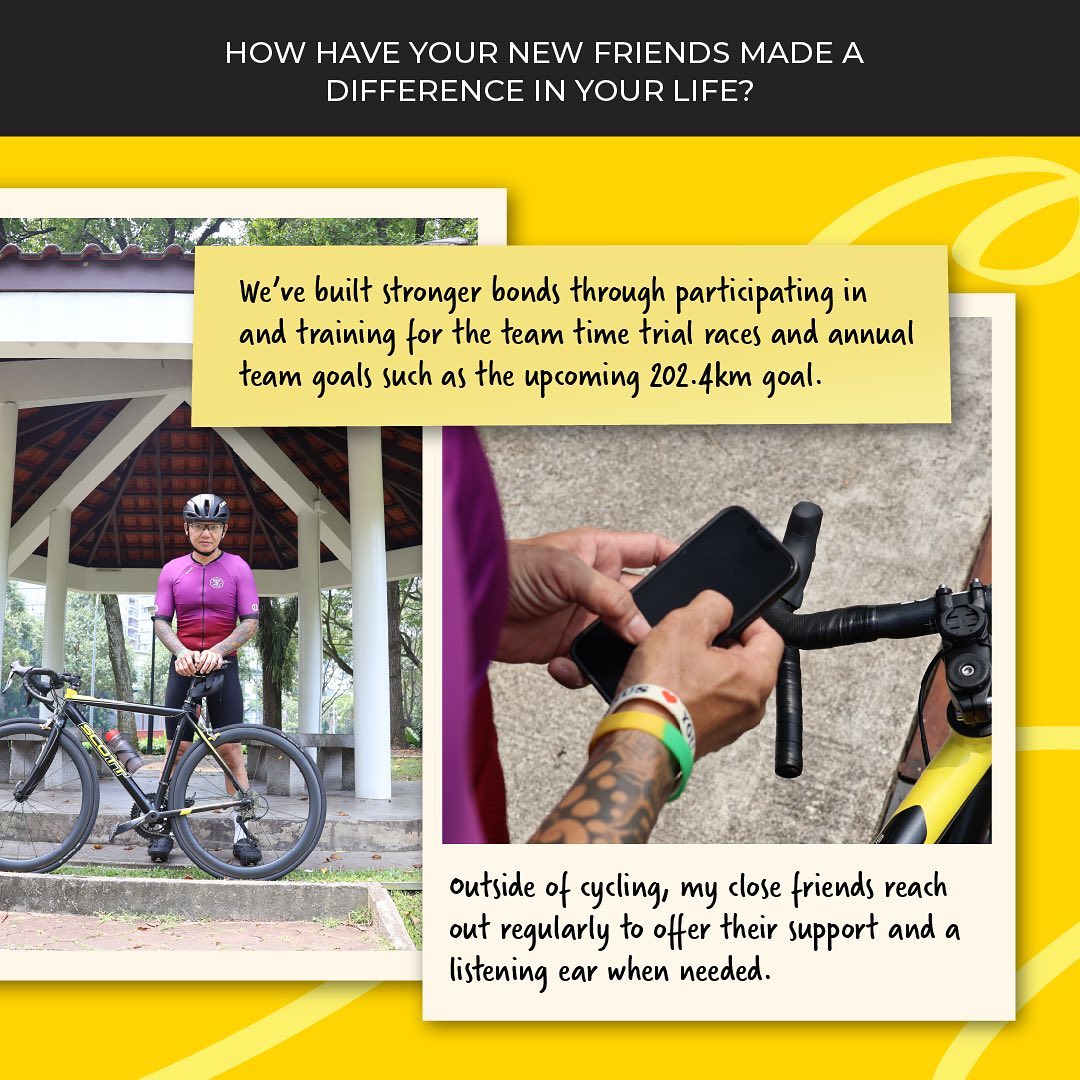 HOW HAVE YOUR NEW FRIENDS MADE A
DIFFERENCE IN YOUR LIFE?
We've built stronger bonds through participating in
and training for the team time trial races and annual
team goals such as the upcoming 202.4km goal.
SCOTT
US ♥ YO
Outside of cycling, my close friends reach
out regularly to offer their support and a
listening ear when needed.